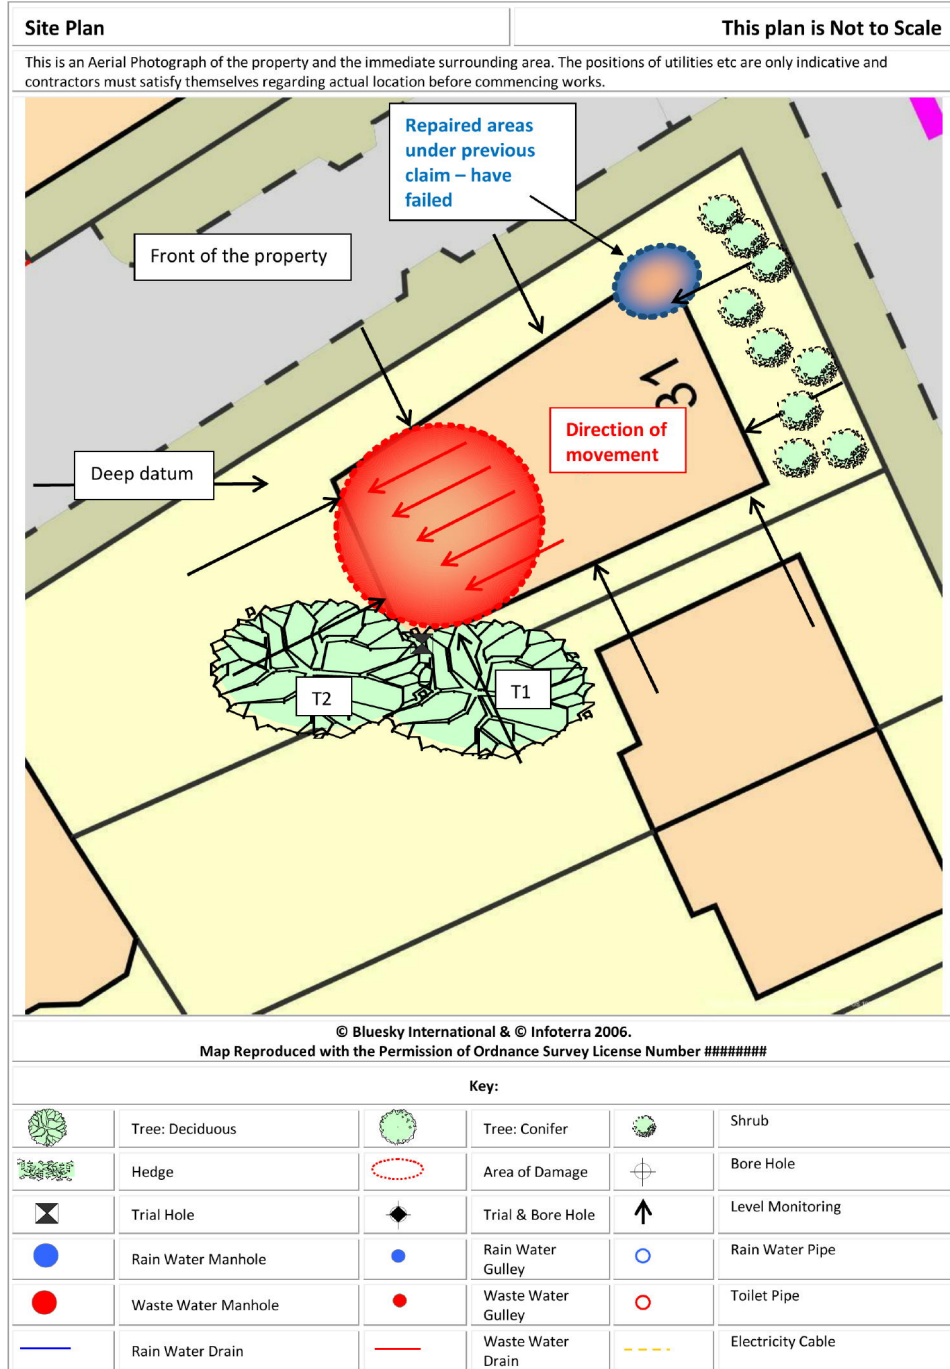 Site Plan
This plan is Not to Scale
This is an Aerial Photograph of the property and the immediate surrounding area. The positions of utilities etc are only indicative and
contractors must satisfy themselves regarding actual location before commencing works.
Repaired areas
under previous
claim – have
failed
Front of the property
31
Direction of
movement
Deep datum
T2
T1
© Bluesky International & © Infoterra 2006.
Map Reproduced with the Permission of Ordnance Survey License Number ########
Key:
Tree: Deciduous
Tree: Conifer
Shrub
Hedge
Area of Damage
Bore Hole
Trial Hole
Trial & Bore Hole
Level Monitoring
Rain Water Manhole
Rain Water
Gulley
Rain Water Pipe
Waste Water Manhole
Waste Water
Gulley
Toilet Pipe
Rain Water Drain
Waste Water
Drain
Electricity Cable